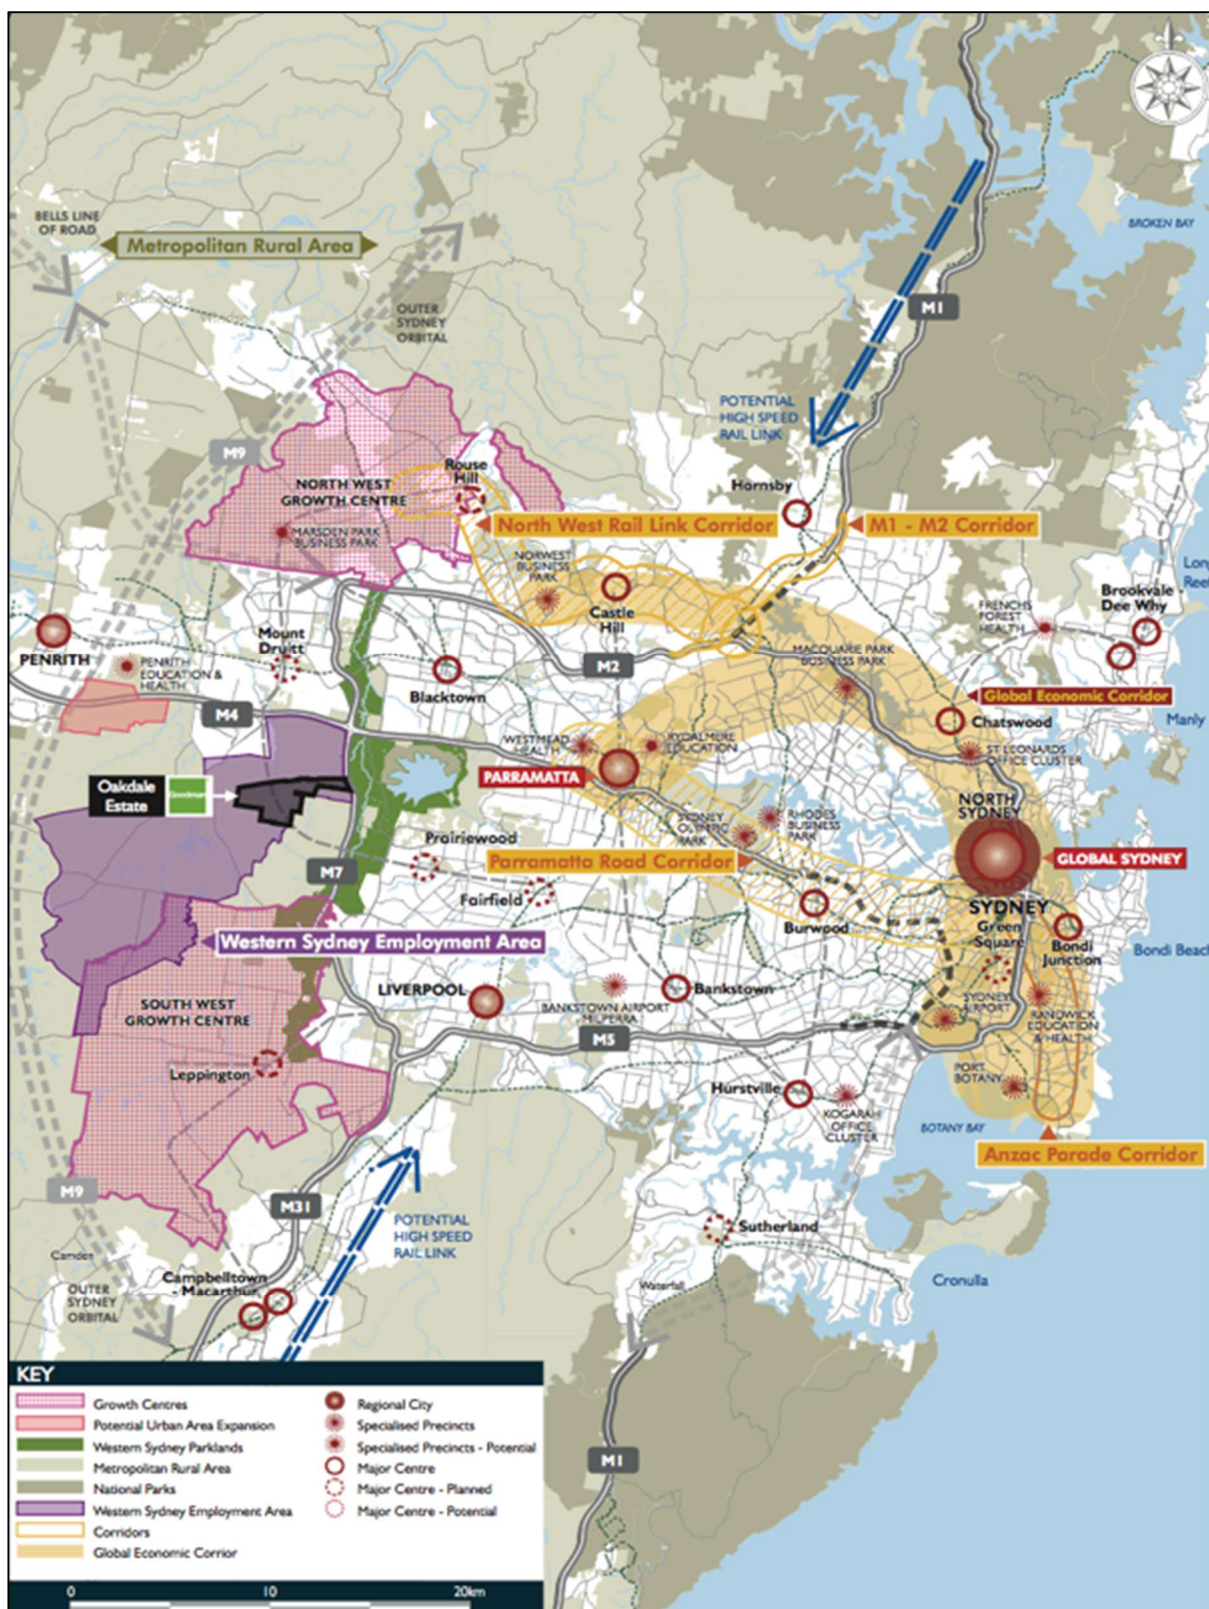 BROKEN BAY
BELLS LINE
OF ROAD
Metropolitan Rural Area
Richmond
OUTER
SYDNEY
ORBITAL
M1
POTENTIAL
HIGH SPEED
RAIL LINK
M9
Rouse
Hill
NORTH WEST
GROWTH CENTRE
Hornsby
North West Rail Link Corridor
M1 - M2 Corridor
MARSDEN PARK
BUSINESS PARK
NORWEST
BUSINESS
PARK
Long
Reef
Castle
Hill
Brookvale -
Dee Why
FRENCHS
FOREST
HEALTH
Mount
Druitt
PENRITH
PENRITH
EDUCATION &
HEALTH
M2
MACQUARIE PARK
BUSINESS PARK
Blacktown
Global Economic Corridor
M4
Chatswood
Manly
WESTMEAD
HEALTH
RYDALMERE
EDUCATION
ST LEONARDS
OFFICE CLUSTER
PARRAMATTA
Oakdale
Estate
Goodman
NORTH
SYDNEY
SYDNEY
OLYMPIC
PARK
RHODES
BUSINESS
PARK
Prairiewood
Parramatta Road Corridor
GLOBAL SYDNEY
M7
Fairfield
SYDNEY
Burwood
Green
Square
Bondi
Junction
Bondi Beach
Western Sydney Employment Area
LIVERPOOL
Bankstown
SOUTH WEST
GROWTH CENTRE
BANKSTOWN AIRPORT
MILPERRA
SYDNEY
AIRPORT
RANDWICK
EDUCATION
& HEALTH
M5
Leppington
Hurstville
PORT
BOTANY
KOGARAH
OFFICE
CLUSTER
BOTANY BAY
Anzac Parade Corridor
M9
M31
POTENTIAL
HIGH SPEED
RAIL LINK
Sutherland
Camden
Campbelltown
- Macarthur
Waterfall
Cronulla
OUTER
SYDNEY
ORBITAL
KEY
Growth Centres
Potential Urban Area Expansion
Western Sydney Parklands
Metropolitan Rural Area
National Parks
Western Sydney Employment Area
Corridors
Global Economic Corrior
Regional City
Specialised Precincts
Specialised Precincts - Potential
Major Centre
Major Centre - Planned
Major Centre - Potential
M1
0 10 20km